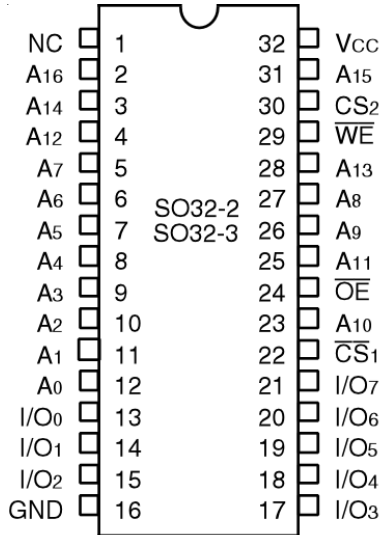 NC 1 32 VCC
A16 2 31 A15
A14 3 30 CS2
A12 4 29 W̅E̅
A7 5 28 A13
A6 6 SO32-2 27 A8
A5 7 SO32-3 26 A9
A4 8 25 A11
A3 9 24 O̅E̅
A2 10 23 A10
A1 11 22 C̅S̅1
A0 12 21 I/O7
I/O0 13 20 I/O6
I/O1 14 19 I/O5
I/O2 15 18 I/O4
GND 16 17 I/O3